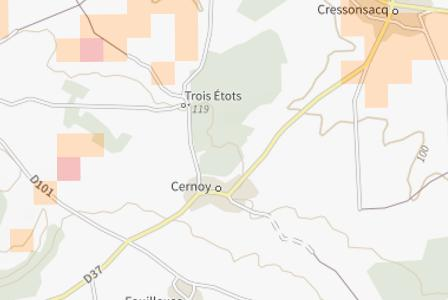 Cressonsacq
Trois Étots
119
100
Cernoy
D101
D37